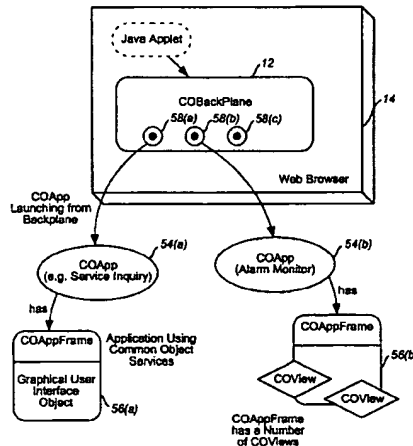 Java Applet
12
COBackPlane
58(a)
58(b)
58(c)
14
Web Browser
COApp
Launching from
Backplane
54(a)
COApp
(e.g. Service Inquiry)
54(b)
COApp
(Alarm Monitor)
has
has
COAppFrame
Graphical User
Interface
Object
56(a)
Application Using
Common Object
Services
COAppFrame
COView
COView
56(b
COAppFrame
has a Number
of COViews